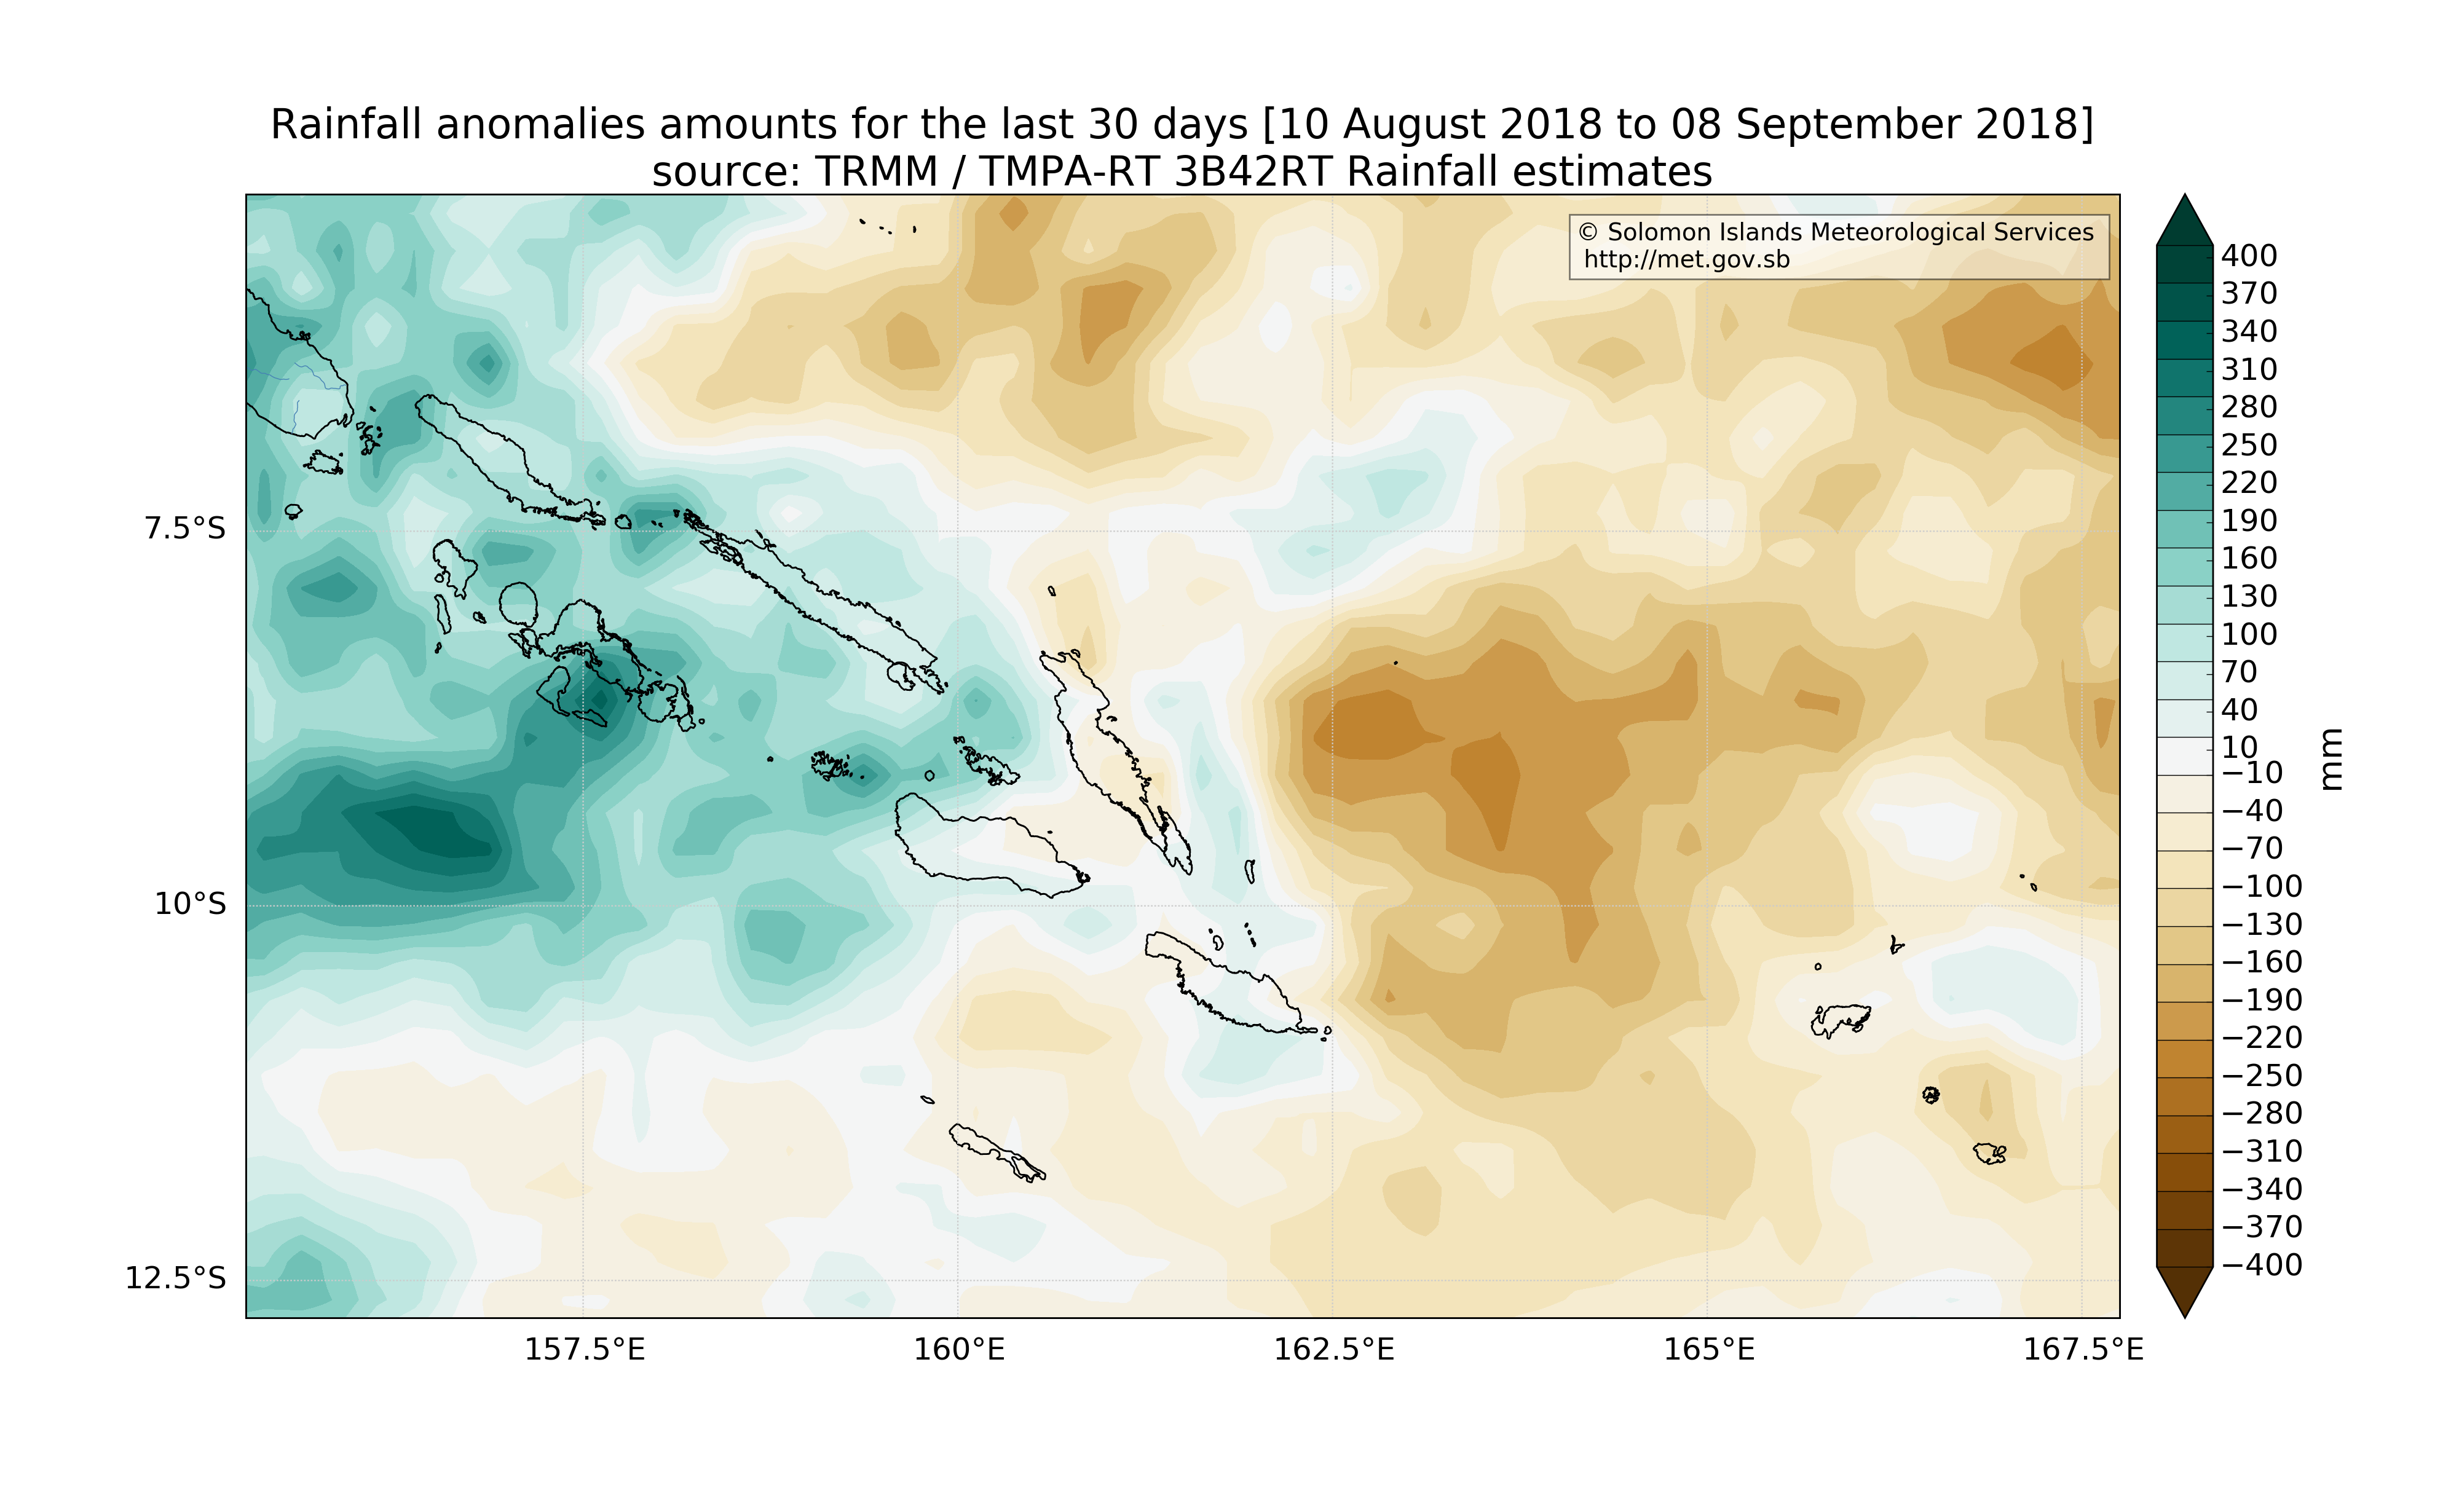 Rainfall anomalies amounts for the last 30 days [10 August 2018 to 08 September 2018]
source: TRMM / TMPA-RT 3B42RT Rainfall estimates
© Solomon Islands Meteorological Services
http://met.gov.sb
7.5°S
10°S
12.5°S
157.5°E
160°E
162.5°E
165°E
167.5°E
400
370
340
310
280
250
220
190
160
130
100
70
40
10
−10
−40
−70
−100
−130
−160
−190
−220
−250
−280
−310
−340
−370
−400
mm